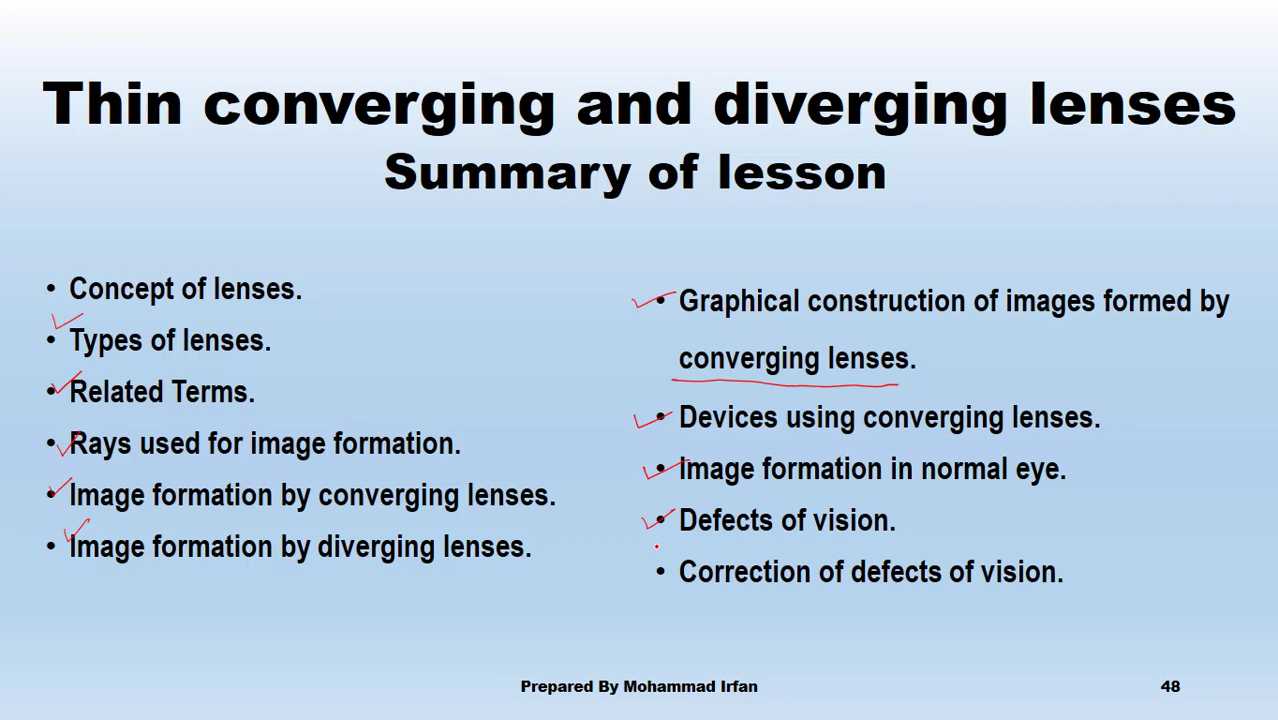 Thin converging and diverging lenses
Summary of lesson
• Concept of lenses.
• Types of lenses.
• Related Terms.
• Rays used for image formation.
• Image formation by converging lenses.
• Image formation by diverging lenses.
• Graphical construction of images formed by
converging lenses.
• Devices using converging lenses.
• Image formation in normal eye.
• Defects of vision.
• Correction of defects of vision.
Prepared By Mohammad Irfan
48